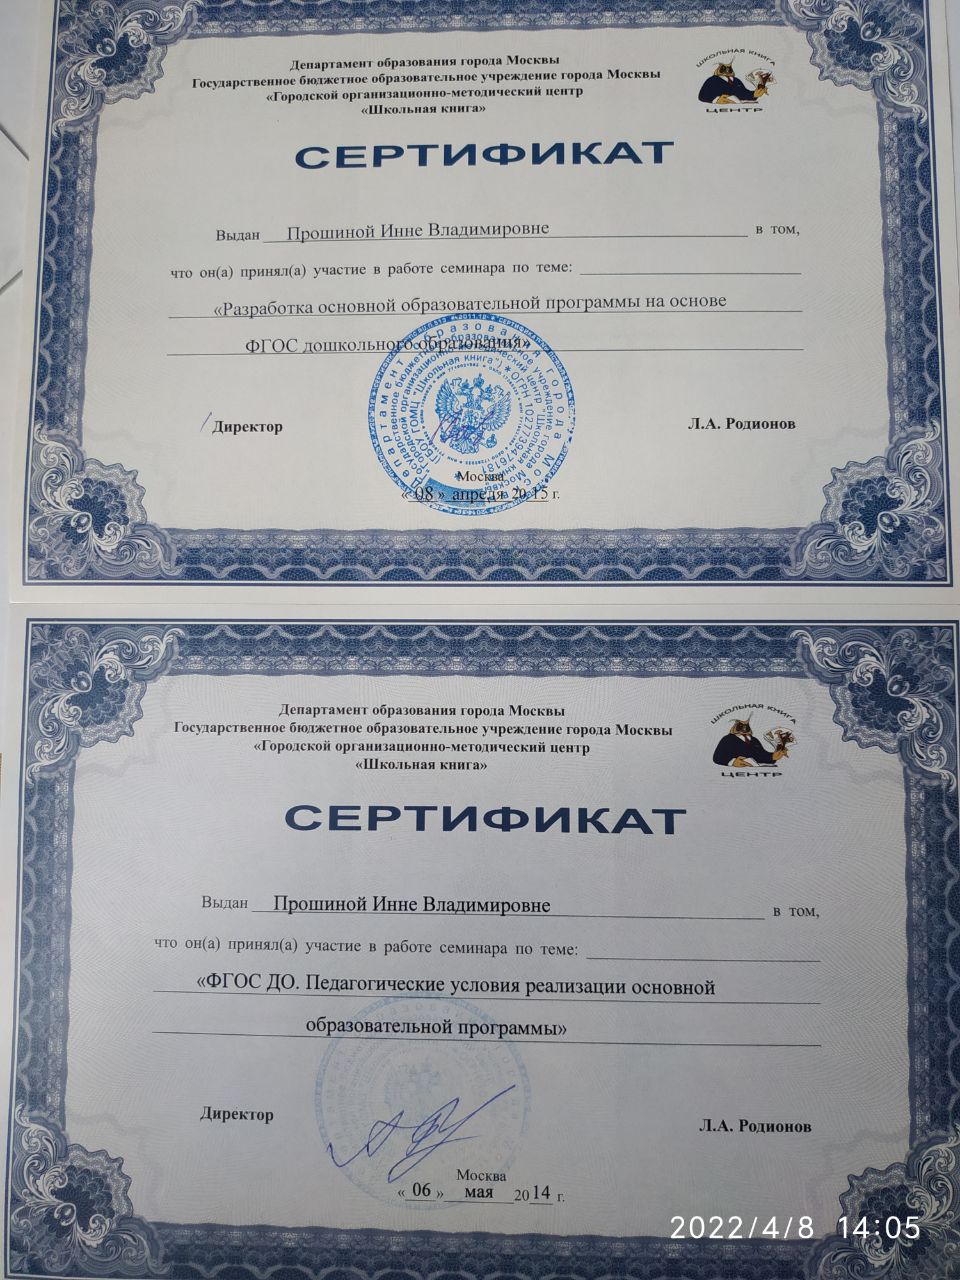 Департамент образования города Москвы
Государственное бюджетное образовательное учреждение города Москвы
«Городской организационно-методический центр
«Школьная книга»
ШКОЛЬНАЯ КНИГА
ЦЕНТР
СЕРТИФИКАТ
Выдан Прошиной Инне Владимировне в том,
что он(а) принял(а) участие в работе семинара по теме:
«Разработка основной образовательной программы на основе
ФГОС дошкольного образования»
Директор Л.А. Родионов
Москва
«08» апреля 2015 г.
Департамент образования города Москвы
Государственное бюджетное образовательное учреждение города Москвы
«Городской организационно-методический центр
«Школьная книга»
ШКОЛЬНАЯ КНИГА
ЦЕНТР
СЕРТИФИКАТ
Выдан Прошиной Инне Владимировне в том,
что он(а) принял(а) участие в работе семинара по теме:
«ФГОС ДО. Педагогические условия реализации основной
образовательной программы»
Директор Л.А. Родионов
Москва
«06» мая 2014 г.
2022/4/8 14:05